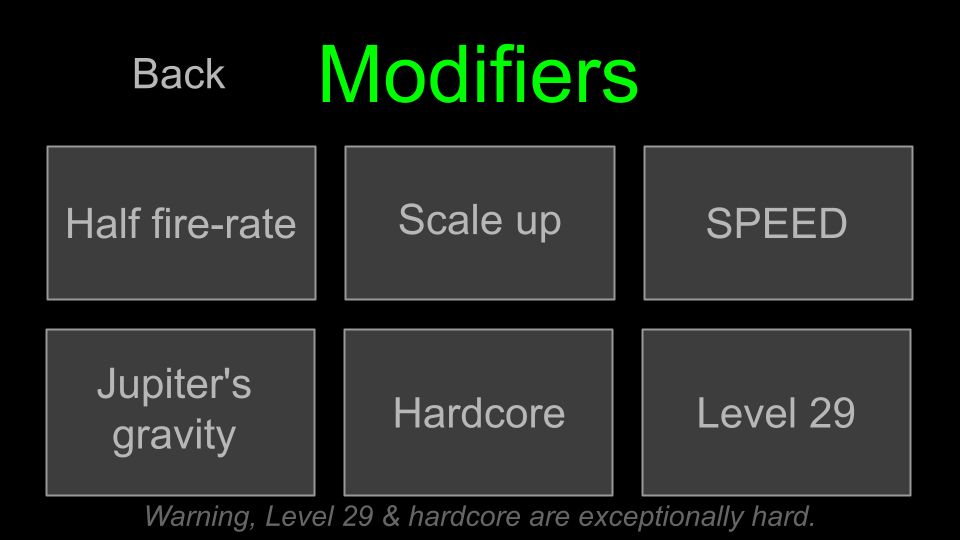 Back
Modifiers
Half fire-rate
Scale up
SPEED
Jupiter's
gravity
Hardcore
Level 29
Warning, Level 29 & hardcore are exceptionally hard.